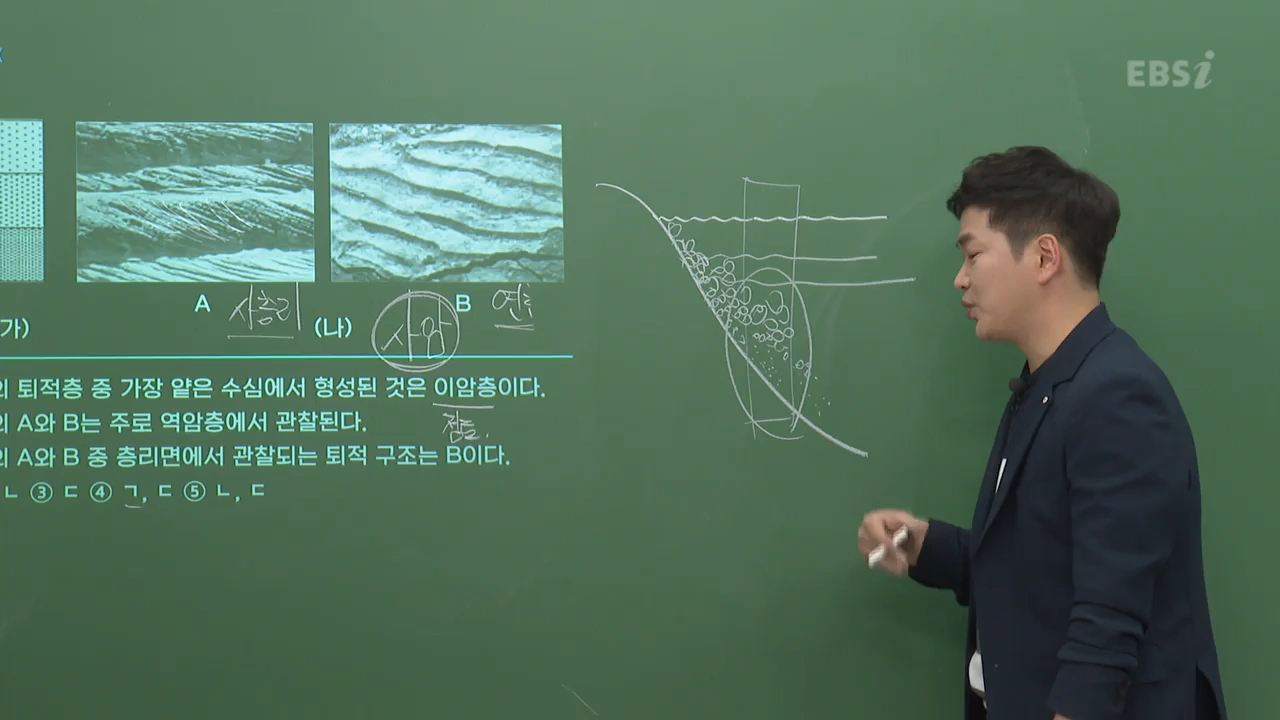 EBSi
A 사층리 B 연흔
가) (나) 사암
의 퇴적층 중 가장 얕은 수심에서 형성된 것은 이암층이다.
의 A와 B는 주로 역암층에서 관찰된다.
의 A와 B 중 층리면에서 관찰되는 퇴적 구조는 B이다.
ㄴ ③ ㄷ ④ ㄱ, ㄷ ⑤ ㄴ, ㄷ